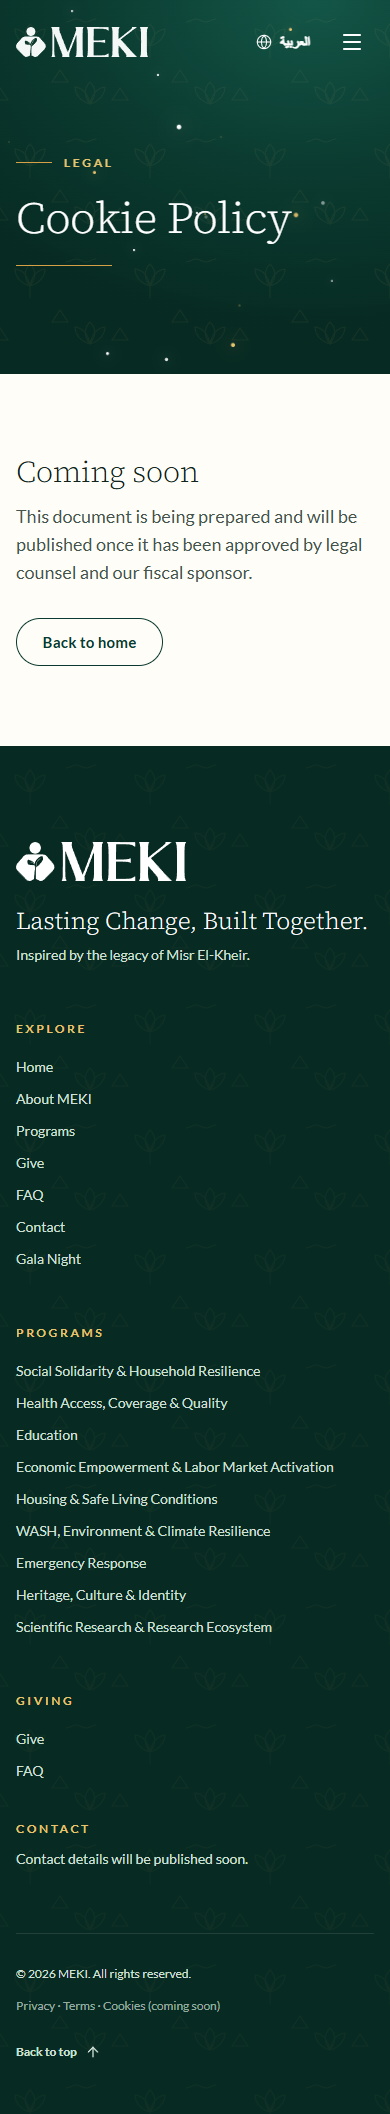 MEKI
العربية
LEGAL
Cookie Policy
Coming soon
This document is being prepared and will be
published once it has been approved by legal
counsel and our fiscal sponsor.
Back to home
MEKI
Lasting Change, Built Together.
Inspired by the legacy of Misr El-Kheir.
EXPLORE
Home
About MEKI
Programs
Give
FAQ
Contact
Gala Night
PROGRAMS
Social Solidarity & Household Resilience
Health Access, Coverage & Quality
Education
Economic Empowerment & Labor Market Activation
Housing & Safe Living Conditions
WASH, Environment & Climate Resilience
Emergency Response
Heritage, Culture & Identity
Scientific Research & Research Ecosystem
GIVING
Give
FAQ
CONTACT
Contact details will be published soon.
© 2026 MEKI. All rights reserved.
Privacy · Terms · Cookies (coming soon)
Back to top